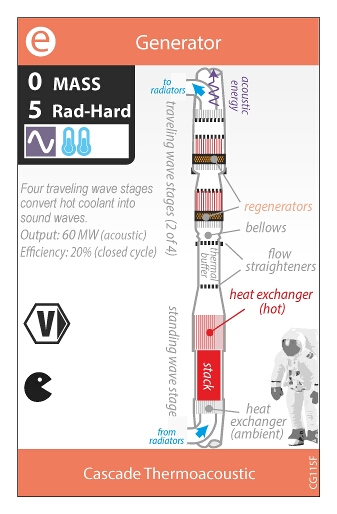 e
Generator
0 MASS
5 Rad-Hard
to
radiators
acoustic
energy
traveling wave stages (2 of 4)
Four traveling wave stages
convert hot coolant into
sound waves.
Output: 60 MW (acoustic)
Efficiency: 20% (closed cycle)
regenerators
bellows
thermal
buffer
flow
straighteners
heat exchanger
(hot)
V
standing wave stage
stack
heat
exchanger
(ambient)
from
radiators
Cascade Thermoacoustic
CG115F